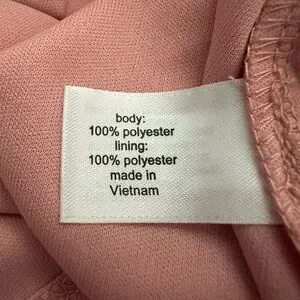 body:
100% polyester
lining:
100% polyester
made in
Vietnam